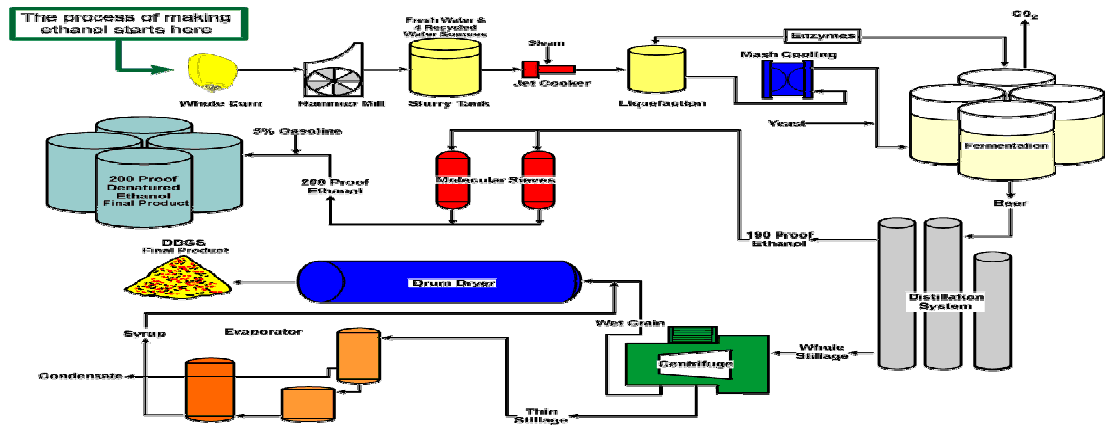 The process of making
ethanol starts here
Whole Corn
Hammer Mill
Fresh Water &
4 Recycled
Water Sources
Slurry Tank
Steam
Jet Cooker
Liquefaction
Enzymes
Mash Cooling
Yeast
CO2
Fermentation
Beer
5% Gasoline
200 Proof
Denatured
Ethanol
Final Product
200 Proof
Ethanol
Molecular Sieves
190 Proof
Ethanol
Distillation
System
DDGS
Final Product
Drum Dryer
Wet Grain
Centrifuge
Whole
Stillage
Syrup
Evaporator
Condensate
Thin
Stillage